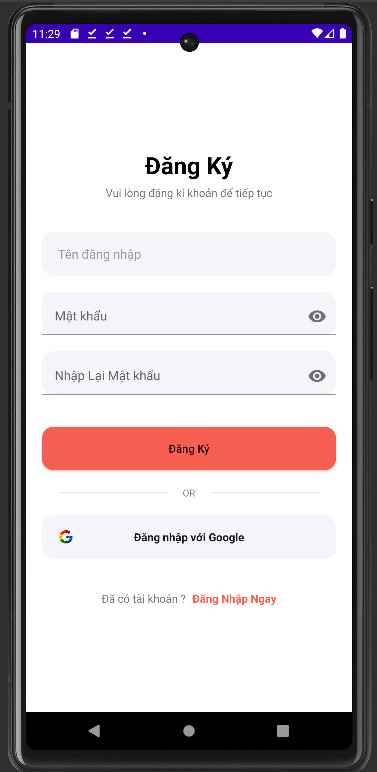 11:29
Đăng Ký
Vui lòng đăng kí khoản để tiếp tục
Tên đăng nhập
Mật khẩu
Nhập Lại Mật khẩu
Đăng Ký
OR
Đăng nhập với Google
Đã có tài khoản ? Đăng Nhập Ngay